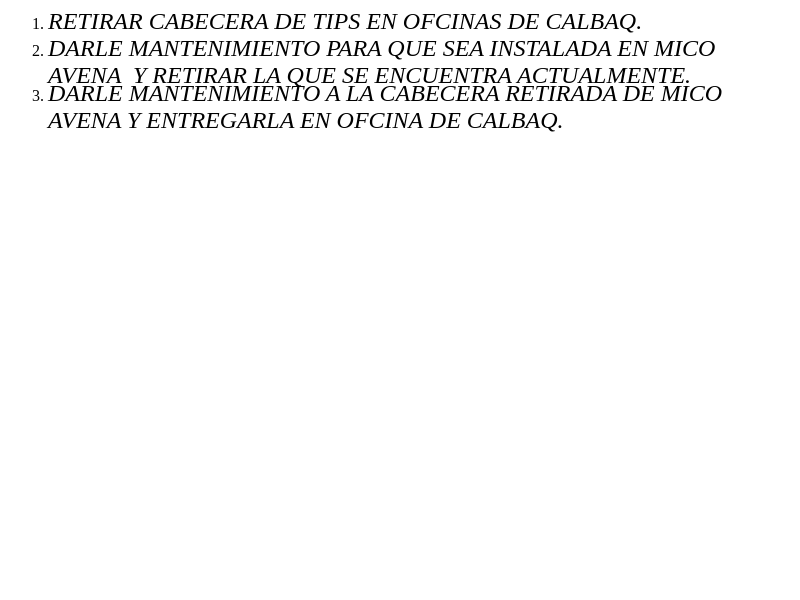 1. RETIRAR CABECERA DE TIPS EN OFCINAS DE CALBAQ.
2. DARLE MANTENIMIENTO PARA QUE SEA INSTALADA EN MICO
AVENA  Y RETIRAR LA QUE SE ENCUENTRA ACTUALMENTE.
3. DARLE MANTENIMIENTO A LA CABECERA RETIRADA DE MICO
AVENA Y ENTREGARLA EN OFCINA DE CALBAQ.